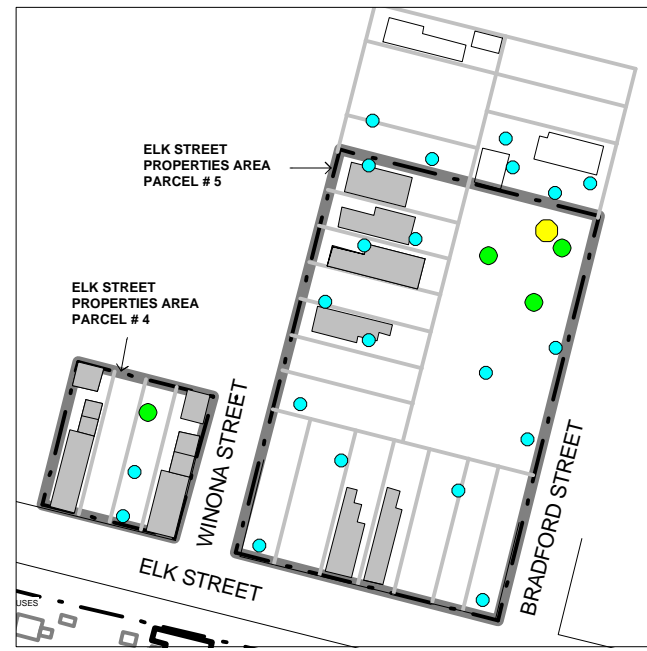 ELK STREET
PROPERTIES AREA
PARCEL # 5
ELK STREET
PROPERTIES AREA
PARCEL # 4
WINONA STREET
BRADFORD STREET
ELK STREET
USES